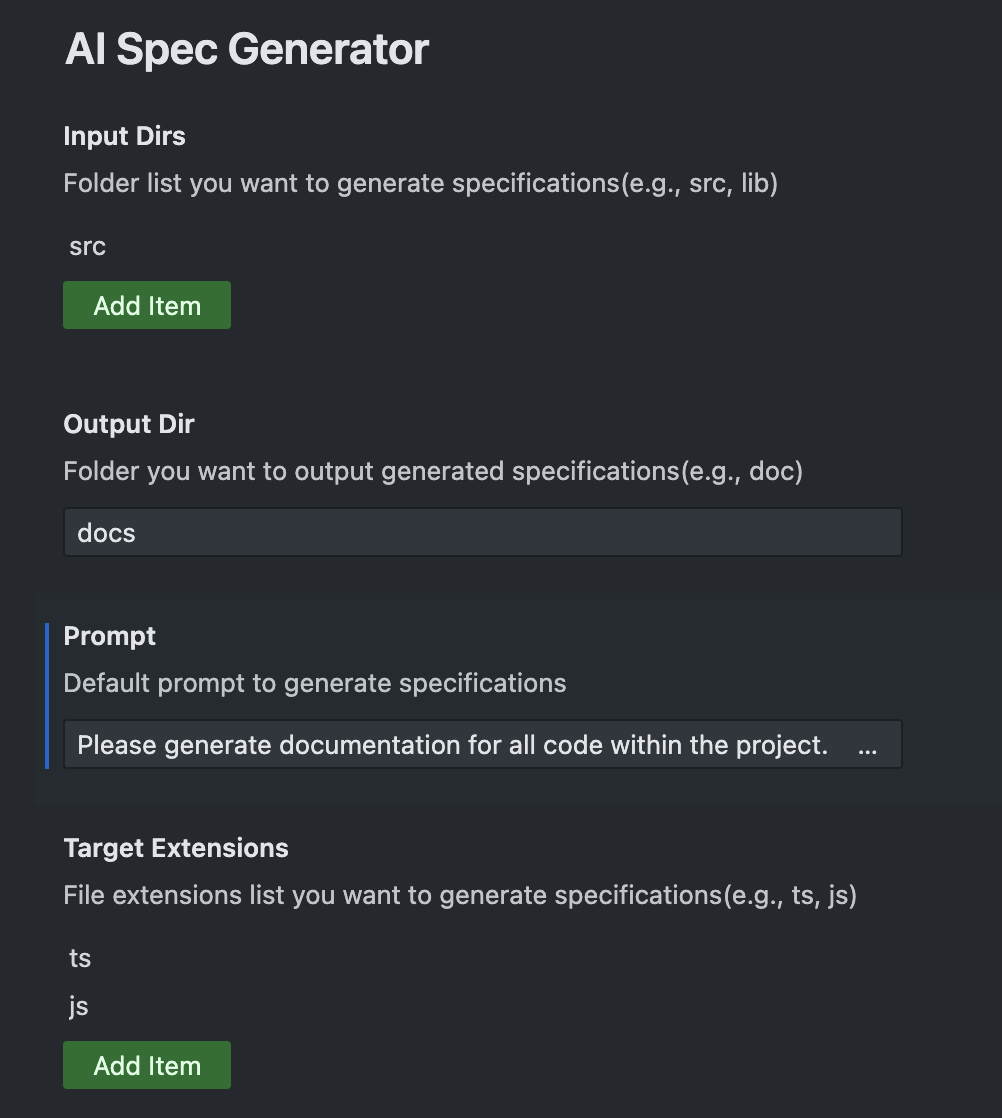 AI Spec Generator
Input Dirs
Folder list you want to generate specifications(e.g., src, lib)
src
Add Item
Output Dir
Folder you want to output generated specifications(e.g., doc)
docs
Prompt
Default prompt to generate specifications
Please generate documentation for all code within the project. ...
Target Extensions
File extensions list you want to generate specifications(e.g., ts, js)
ts
js
Add Item